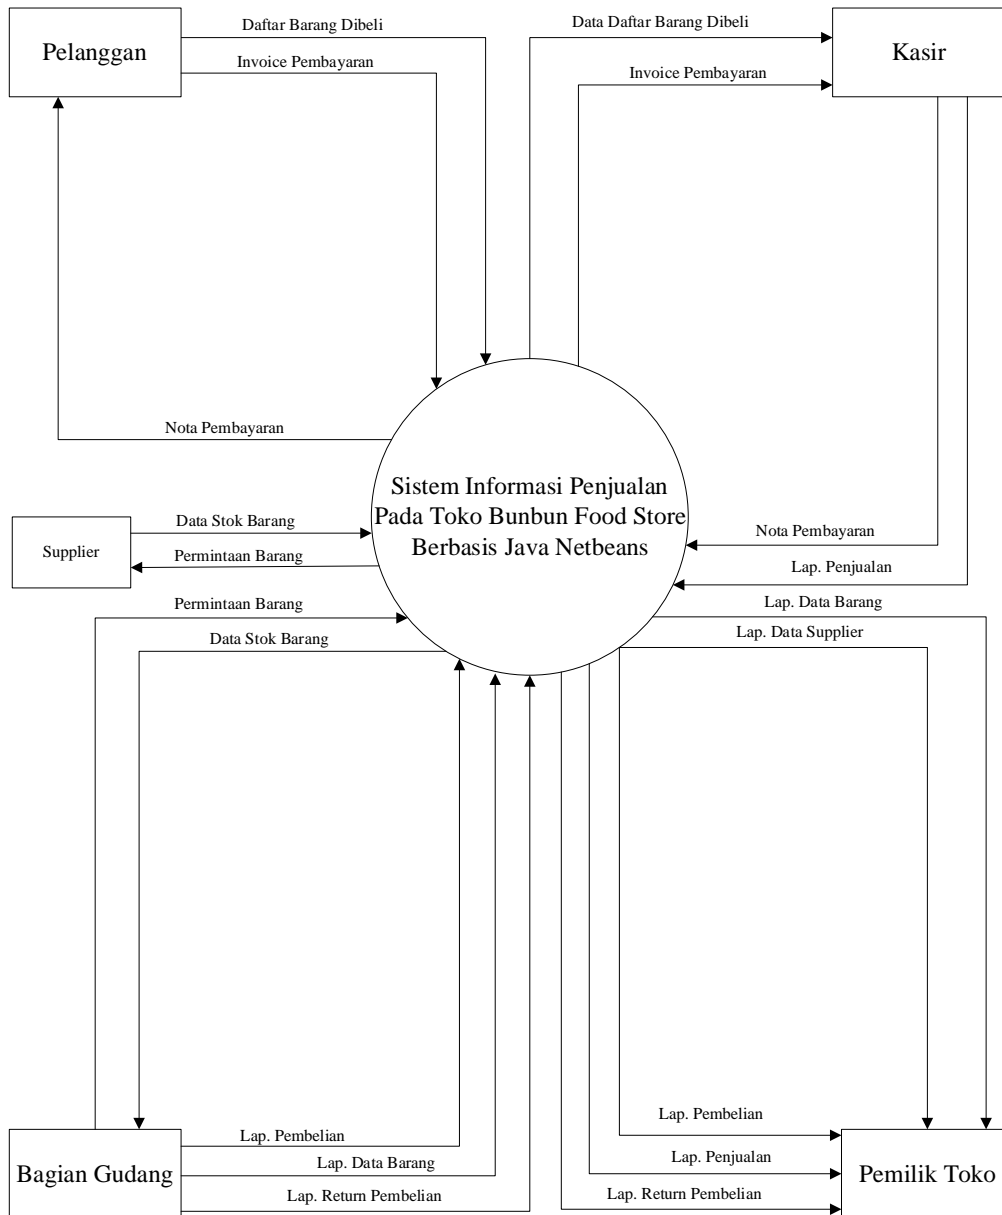 Daftar Barang Dibeli
Data Daftar Barang Dibeli
Pelanggan
Kasir
Invoice Pembayaran
Invoice Pembayaran
Nota Pembayaran
Sistem Informasi Penjualan
Pada Toko Bunbun Food Store
Berbasis Java Netbeans
Data Stok Barang
Supplier
Permintaan Barang
Nota Pembayaran
Lap. Penjualan
Permintaan Barang
Lap. Data Barang
Data Stok Barang
Lap. Data Supplier
Lap. Pembelian
Lap. Pembelian
Bagian Gudang
Lap. Data Barang
Lap. Penjualan
Pemilik Toko
Lap. Return Pembelian
Lap. Return Pembelian